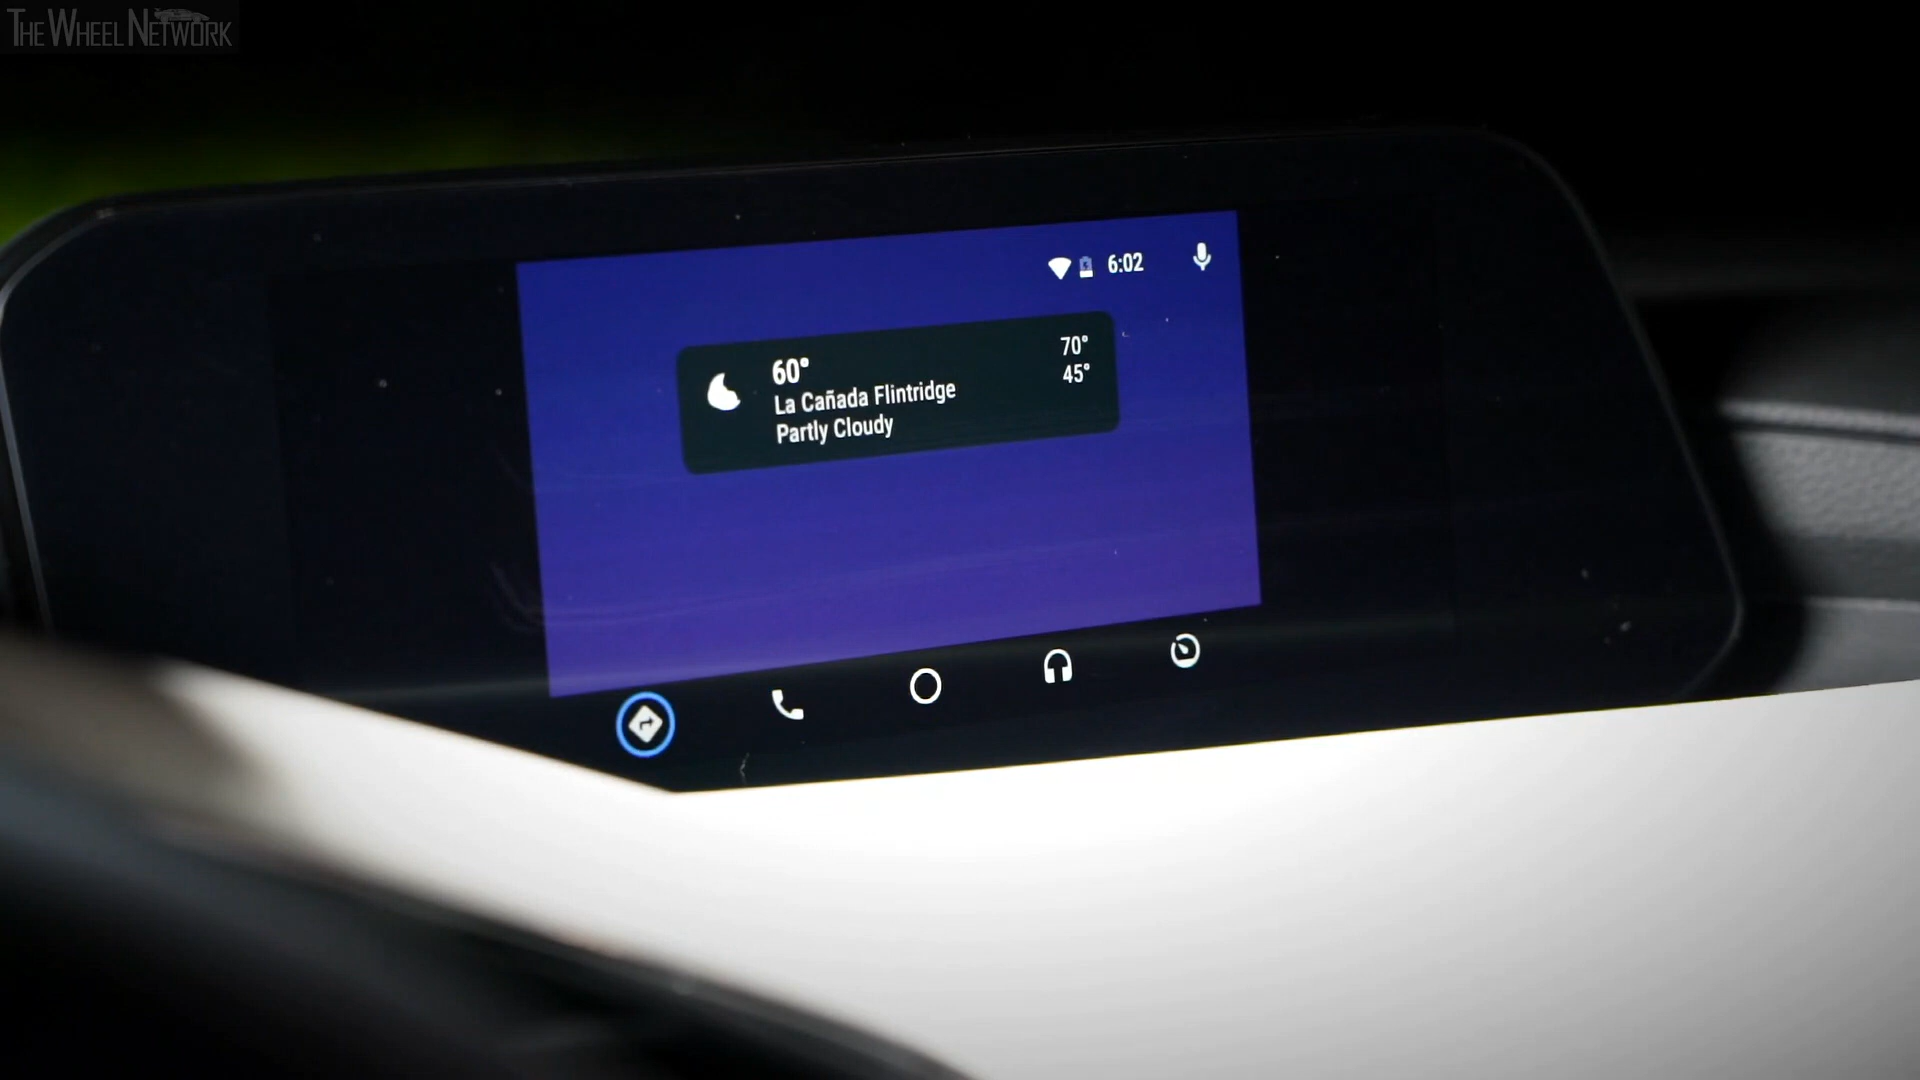 THE WHEEL NETWORK
6:02
60°
70°
La Cañada Flintridge
45°
Partly Cloudy